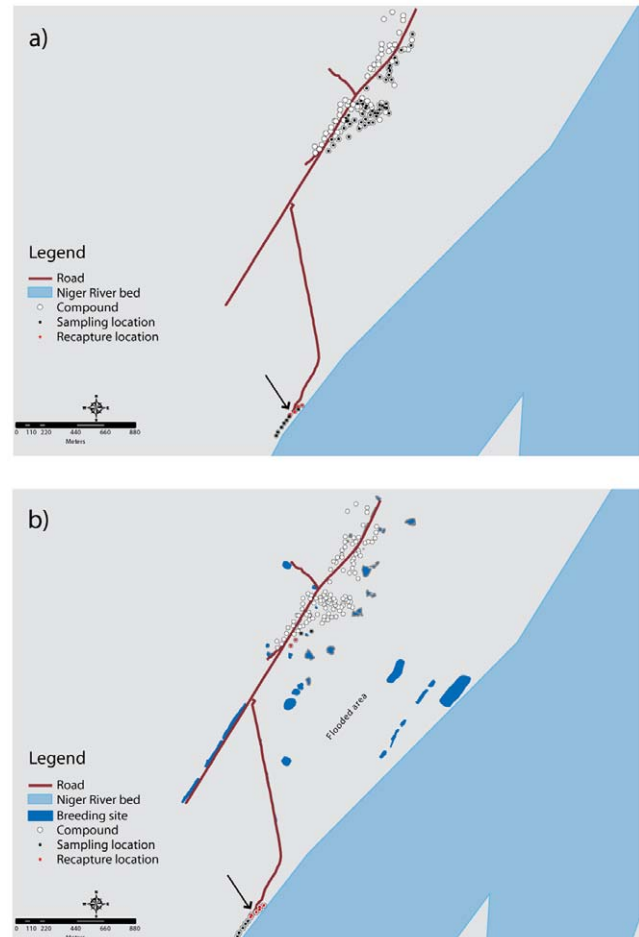 a)
Legend
Road
Niger River bed
Compound
Sampling location
Recapture location
0 110 220 440 660 880
Meters
b)
Flooded area
Legend
Road
Niger River bed
Breeding site
Compound
Sampling location
Recapture location
0 110 220 440 660 880
Meters